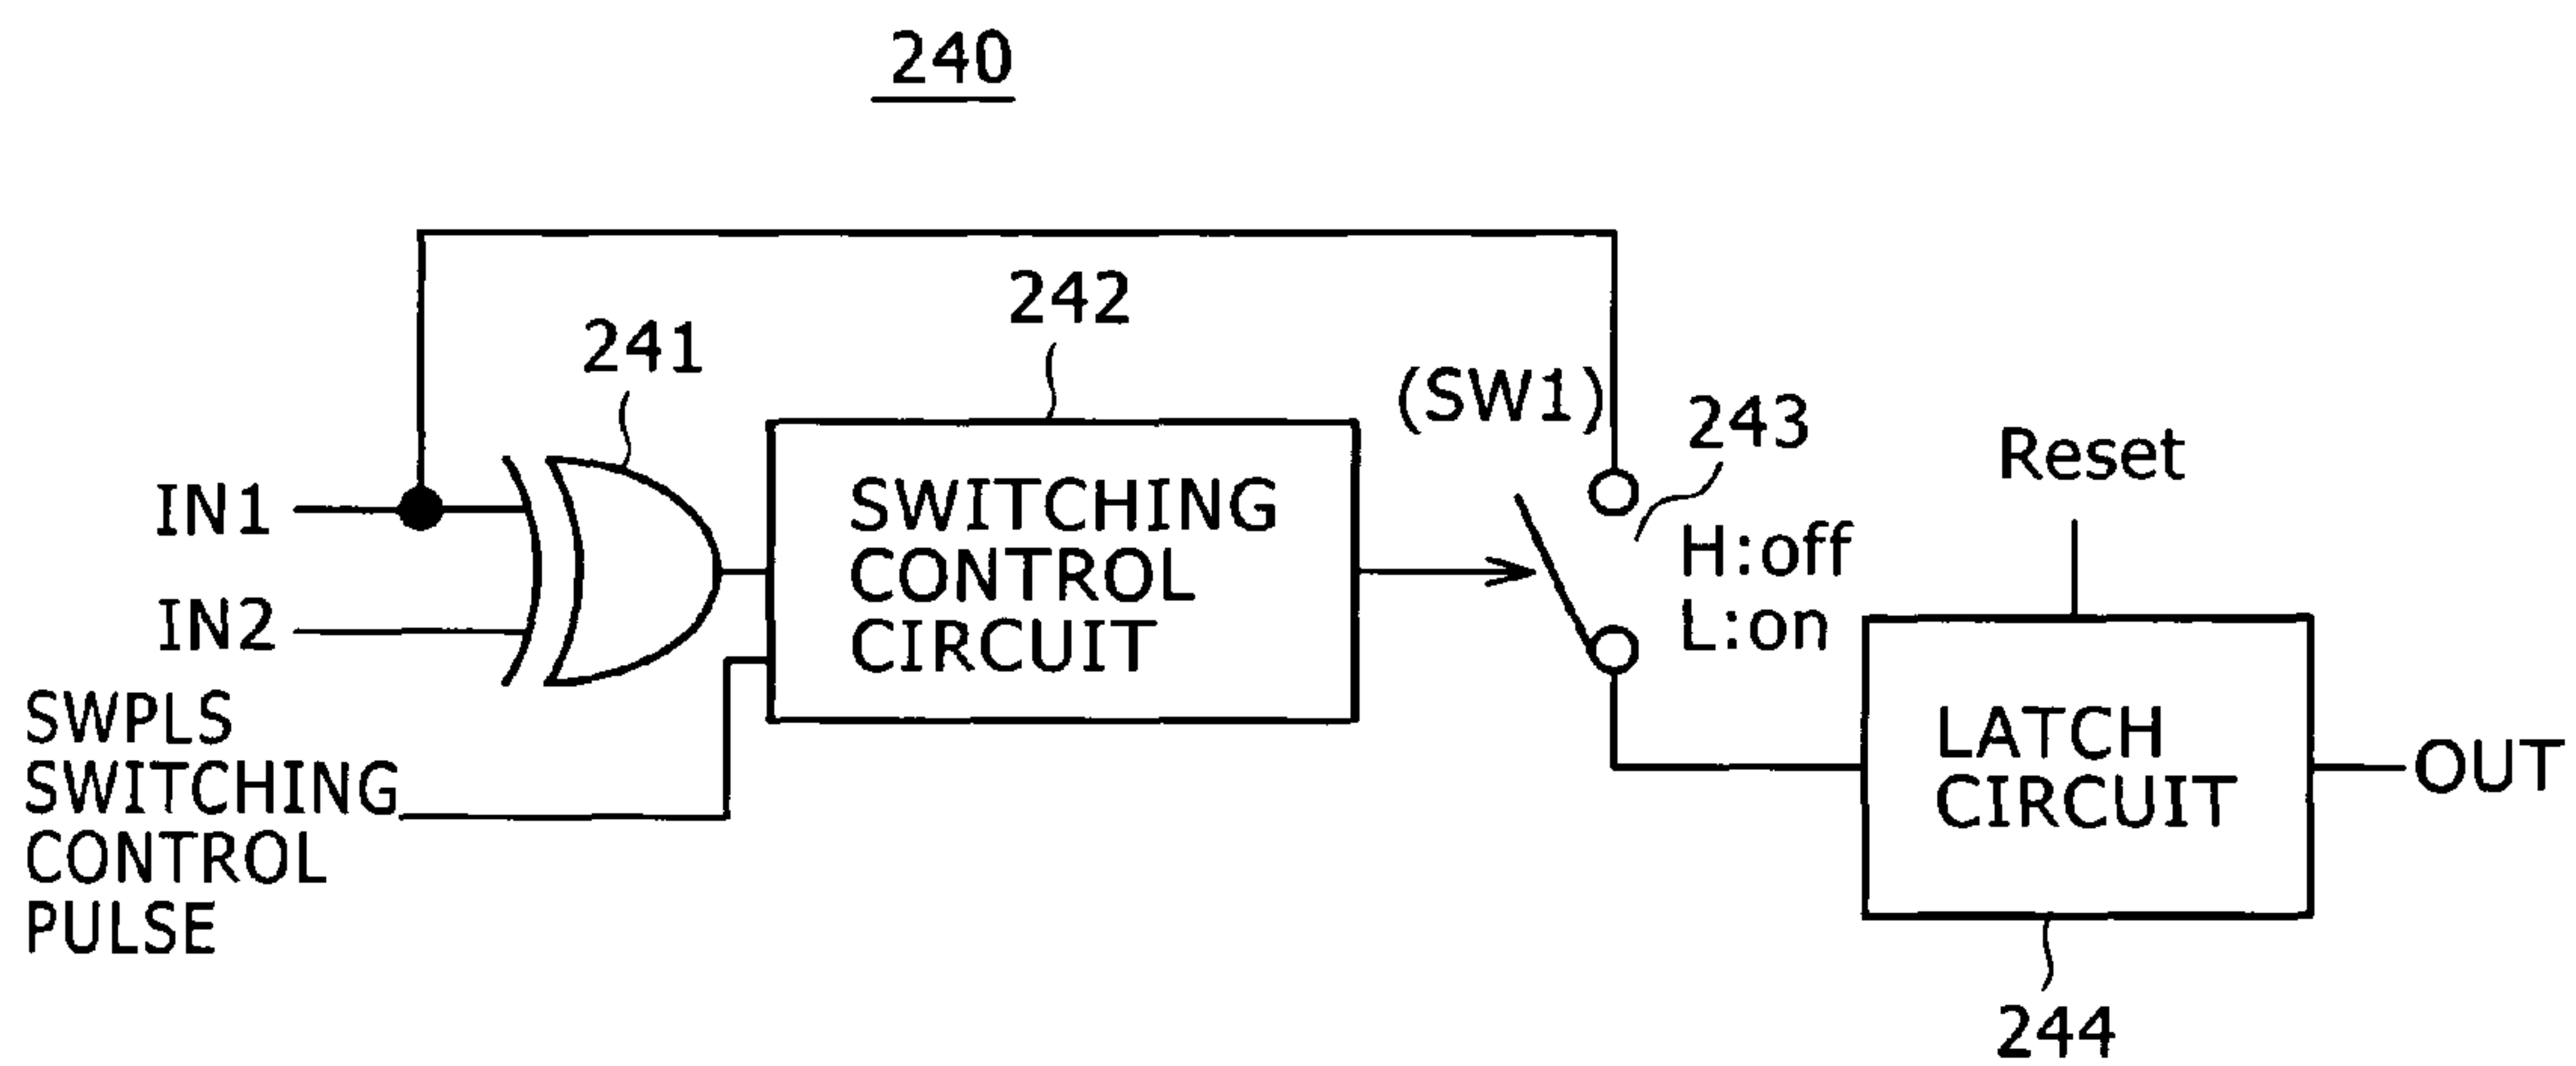 240
242
241
(SW1)
243
Reset
IN1
SWITCHING
CONTROL
CIRCUIT
H:off
L:on
IN2
SWPLS
SWITCHING
CONTROL
PULSE
LATCH
CIRCUIT
OUT
244